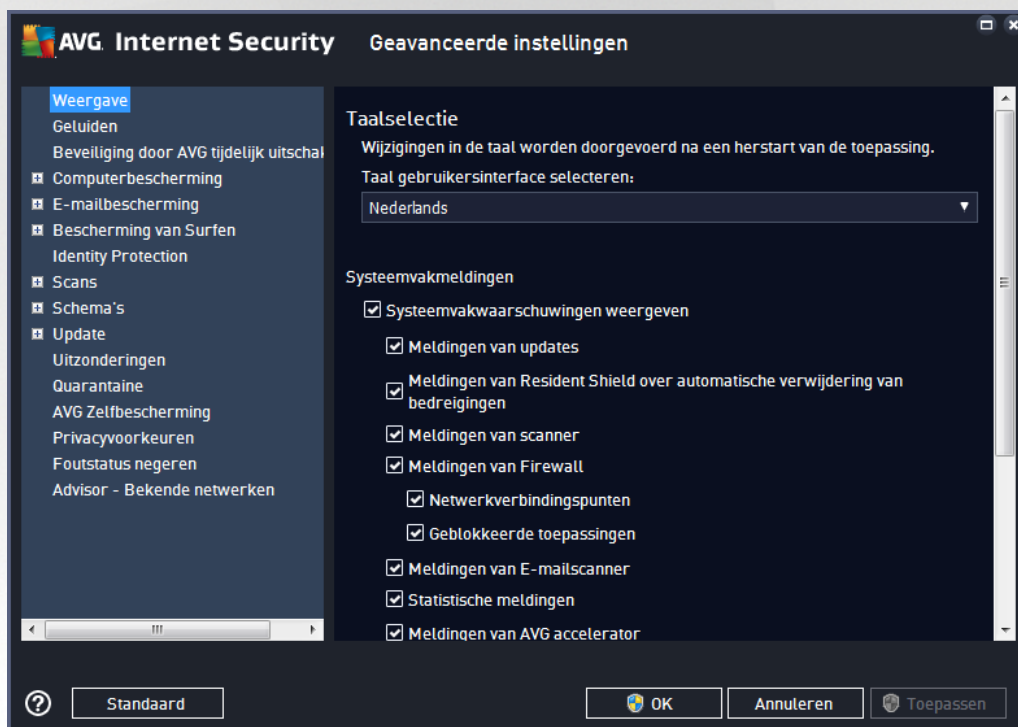 AVG. Internet Security
Geavanceerde instellingen
Weergave
Geluiden
Beveiliging door AVG tijdelijk uitschak
Computerbescherming
E-mailbescherming
Bescherming van Surfen
Identity Protection
Scans
Schema's
Update
Uitzonderingen
Quarantaine
AVG Zelfbescherming
Privacyvoorkeuren
Foutstatus negeren
Advisor - Bekende netwerken
Taalselectie
Wijzigingen in de taal worden doorgevoerd na een herstart van de toepassing.
Taal gebruikersinterface selecteren:
Nederlands
Systeemvakmeldingen
Systeemvakwaarschuwingen weergeven
Meldingen van updates
Meldingen van Resident Shield over automatische verwijdering van
bedreigingen
Meldingen van scanner
Meldingen van Firewall
Netwerkverbindingspunten
Geblokkeerde toepassingen
Meldingen van E-mailscanner
Statistische meldingen
Meldingen van AVG accelerator
Standaard
OK
Annuleren
Toepassen